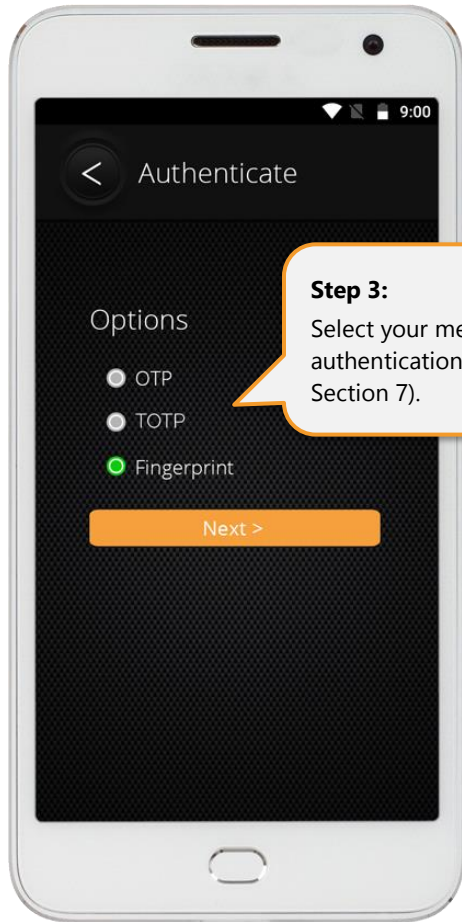 9:00
< Authenticate
Options
Step 3:
Select your me
authentication
Section 7).
OTP
TOTP
Fingerprint
Next >